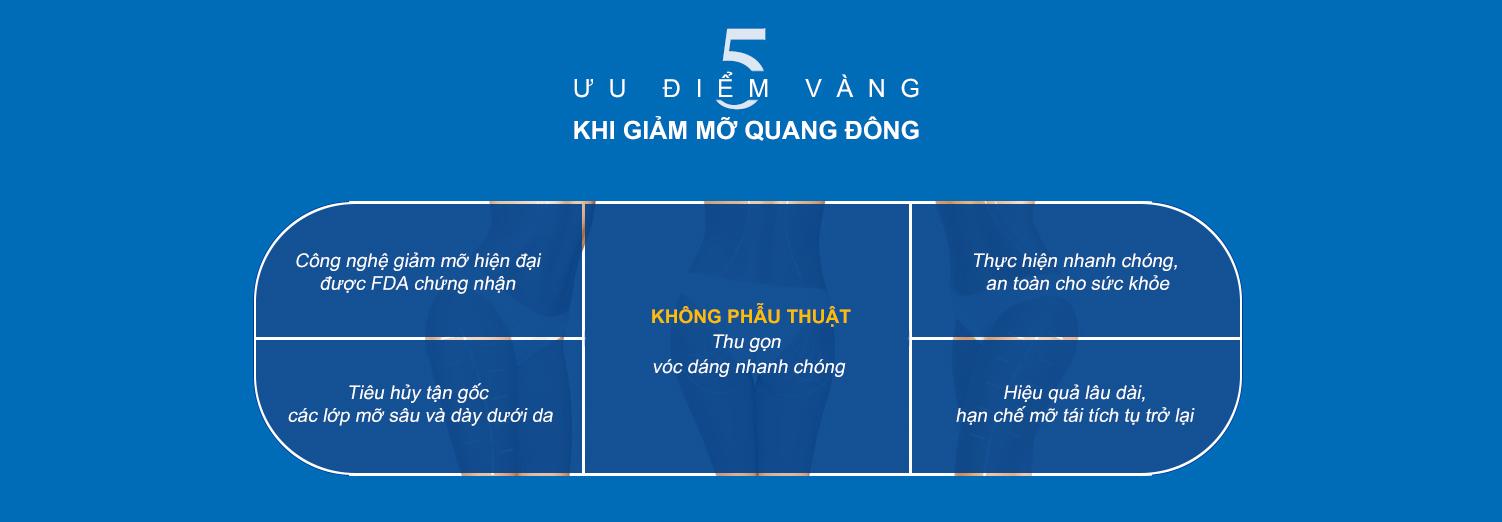 5
ƯU ĐIỂM VÀNG
KHI GIẢM MỠ QUANG ĐÔNG
Công nghệ giảm mỡ hiện đại
được FDA chứng nhận
Tiêu hủy tận gốc
các lớp mỡ sâu và dày dưới da
KHÔNG PHẪU THUẬT
Thu gọn
vóc dáng nhanh chóng
Thực hiện nhanh chóng,
an toàn cho sức khỏe
Hiệu quả lâu dài,
hạn chế mỡ tái tích tụ trở lại